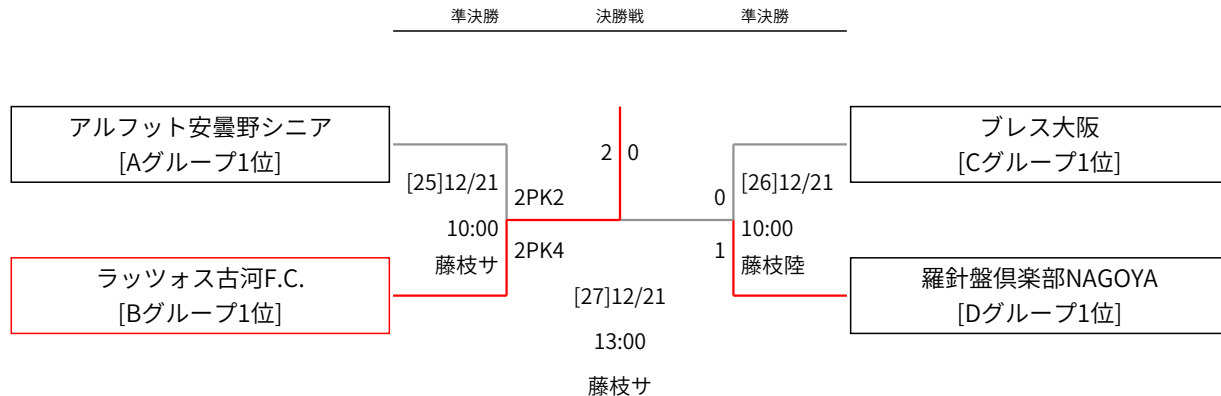 準決勝 決勝戦 準決勝
アルフット安曇野シニア
[Aグループ1位]
ブレス大阪
[Cグループ1位]
2 0
[25]12/21
2PK2
0
[26]12/21
10:00
2PK4
藤枝サ
1
10:00
藤枝陸
ラッツォス古河F.C.
[Bグループ1位]
羅針盤倶楽部NAGOYA
[Dグループ1位]
[27]12/21
13:00
藤枝サ